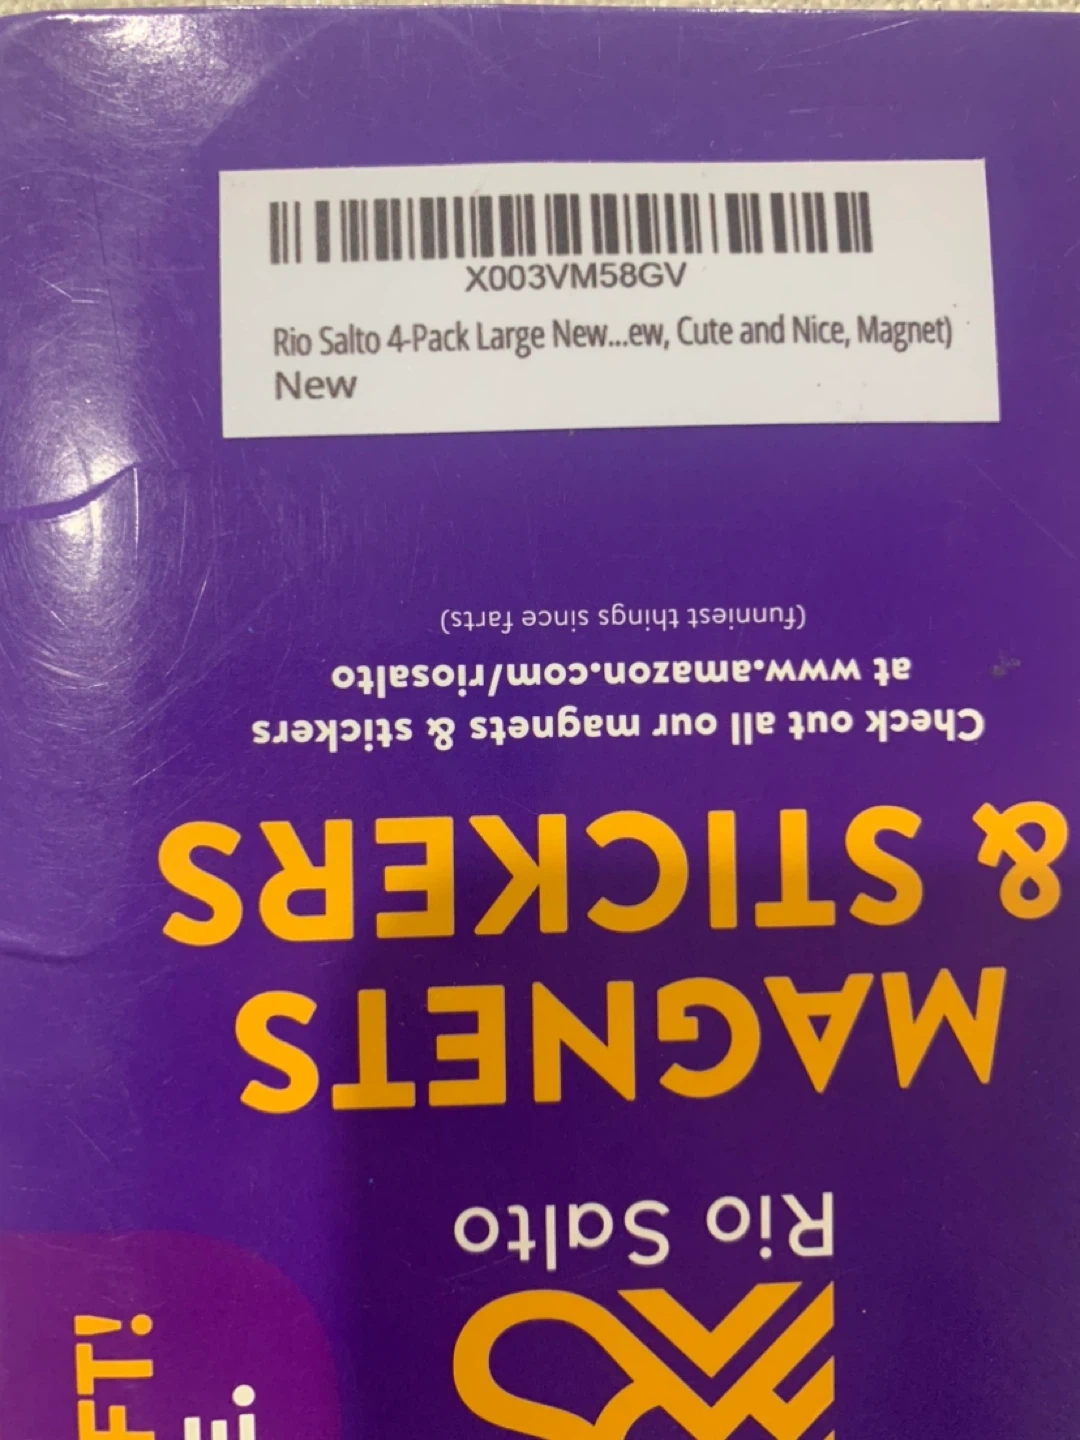 X003VM58GV
Rio Salto 4-Pack Large New...ew, Cute and Nice, Magnet)
New
Rio Salto
MAGNETS
& STICKERS
Check out all our magnets & stickers
at www.amazon.com/riosalto
(funniest things since farts)
FT!